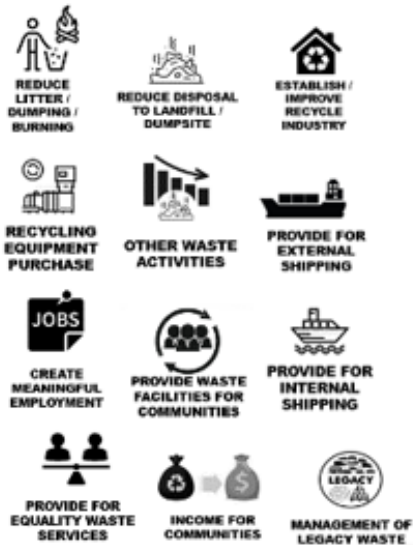 REDUCE
LITTER /
DUMPING /
BURNING
REDUCE DISPOSAL
TO LANDFILL /
DUMPSITE
ESTABLISH /
IMPROVE
RECYCLE
INDUSTRY
RECYCLING
EQUIPMENT
PURCHASE
OTHER WASTE
ACTIVITIES
PROVIDE FOR
EXTERNAL
SHIPPING
JOBS
CREATE
MEANINGFUL
EMPLOYMENT
PROVIDE WASTE
FACILITIES FOR
COMMUNITIES
PROVIDE FOR
INTERNAL
SHIPPING
PROVIDE FOR
EQUALITY WASTE
SERVICES
$
INCOME FOR
COMMUNITIES
LEGACY
MANAGEMENT OF
LEGACY WASTE